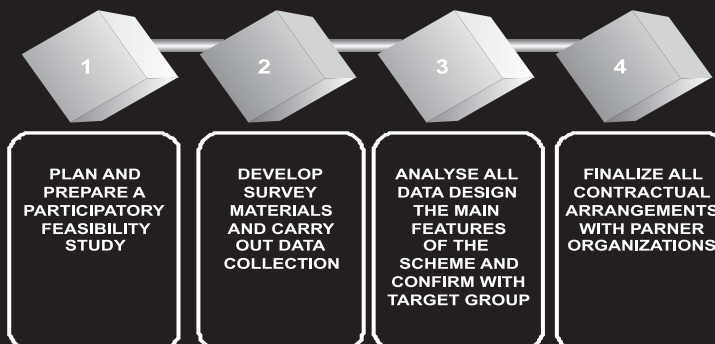 1
2
3
4
PLAN AND
PREPARE A
PARTICIPATORY
FEASIBILITY
STUDY
DEVELOP
SURVEY
MATERIALS
AND CARRY
OUT DATA
COLLECTION
ANALYSE ALL
DATA DESIGN
THE MAIN
FEATURES
OF THE
SCHEME AND
CONFIRM WITH
TARGET GROUP
FINALIZE ALL
CONTRACTUAL
ARRANGEMENTS
WITH PARNER
ORGANIZATIONS